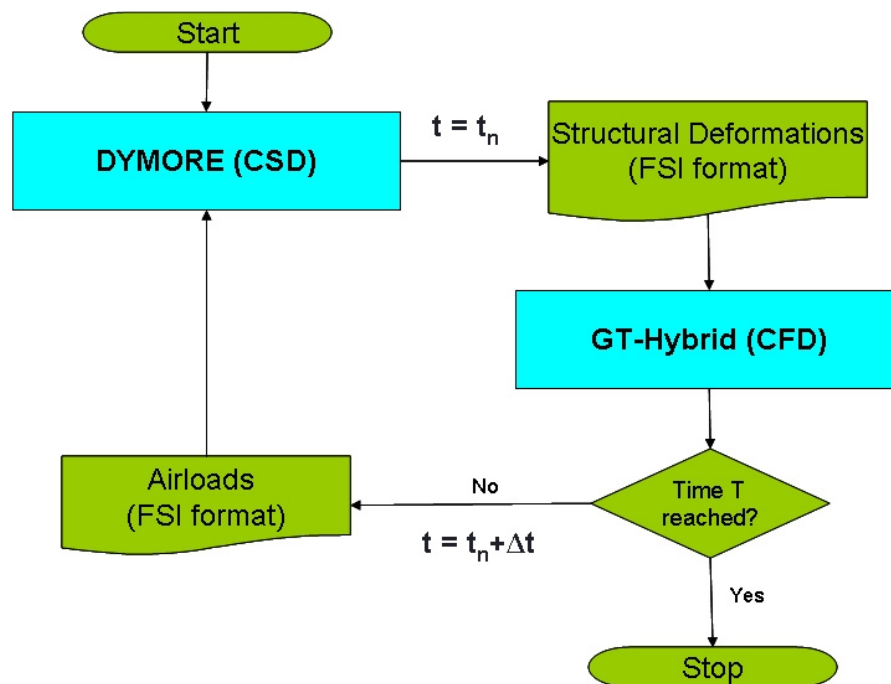 Start
DYMORE (CSD)
t = tₙ
Structural Deformations
(FSI format)
GT-Hybrid (CFD)
Time T
reached?
No
t = tₙ+Δt
Airloads
(FSI format)
Yes
Stop